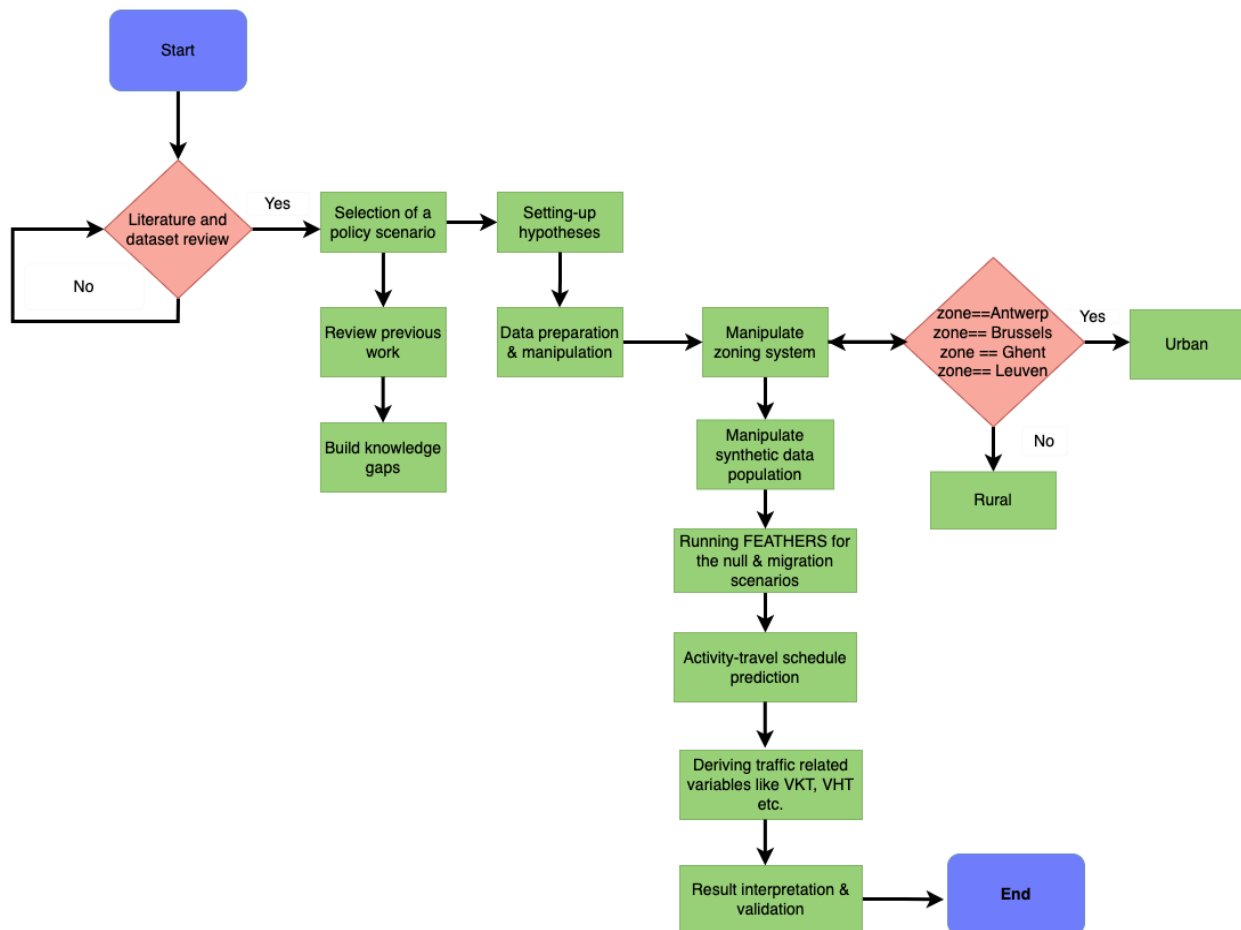 Start
Literature and
dataset review
Yes
No
Selection of a
policy scenario
Setting-up
hypotheses
Review previous
work
Build knowledge
gaps
Data preparation
& manipulation
Manipulate
zoning system
zone==Antwerp
zone== Brussels
zone == Ghent
zone== Leuven
Yes
Urban
No
Rural
Manipulate
synthetic data
population
Running FEATHERS for
the null & migration
scenarios
Activity-travel schedule
prediction
Deriving traffic related
variables like VKT, VHT
etc.
Result interpretation &
validation
End